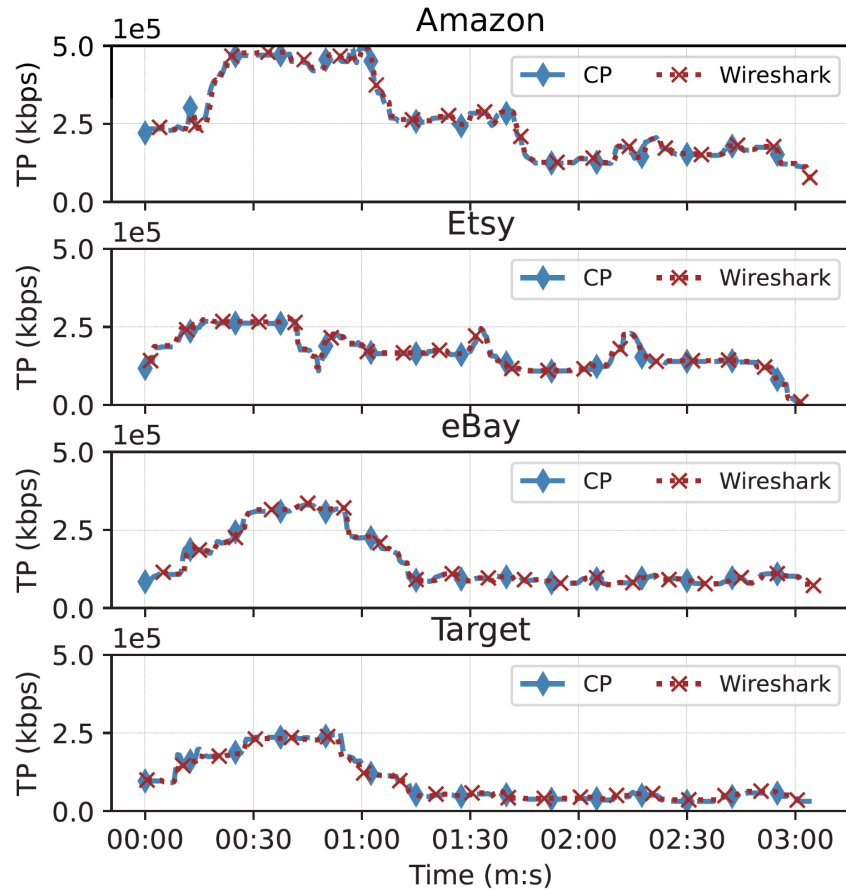 Amazon
1e5
5.0
2.5
0.0
TP (kbps)
CP
Wireshark
Etsy
1e5
5.0
2.5
0.0
TP (kbps)
CP
Wireshark
eBay
1e5
5.0
2.5
0.0
TP (kbps)
CP
Wireshark
Target
1e5
5.0
2.5
0.0
TP (kbps)
CP
Wireshark
00:00 00:30 01:00 01:30 02:00 02:30 03:00
Time (m:s)